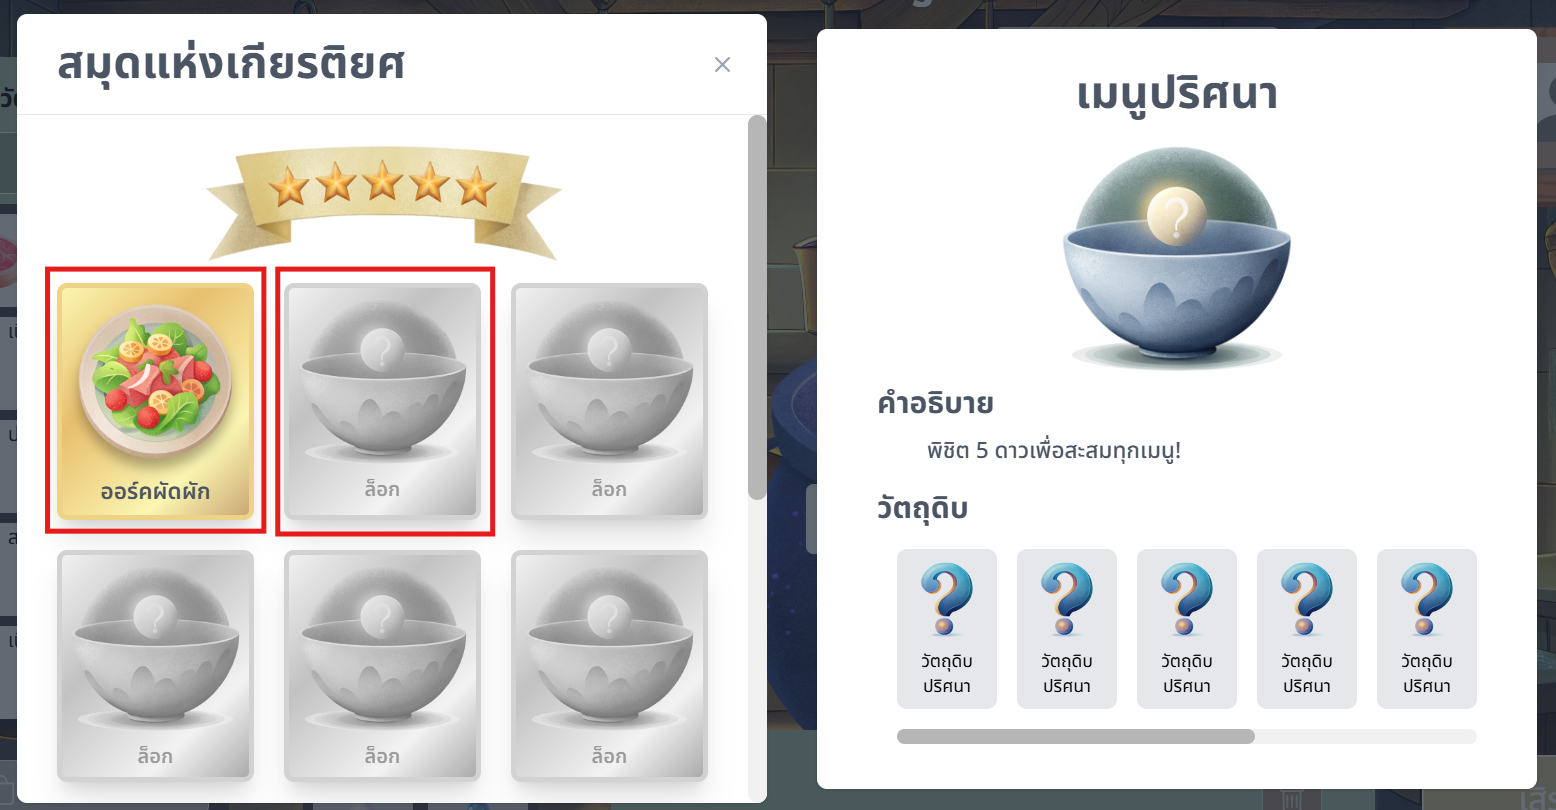 สมุดแห่งเกียรติยศ
ออร์คผัดผัก
ล็อก
ล็อก
ล็อก
ล็อก
ล็อก
เมนูปริศนา
?
คำอธิบาย
พิชิต 5 ดาวเพื่อสะสมทุกเมนู!
วัตถุดิบ
วัตถุดิบ
ปริศนา
วัตถุดิบ
ปริศนา
วัตถุดิบ
ปริศนา
วัตถุดิบ
ปริศนา
วัตถุดิบ
ปริศนา